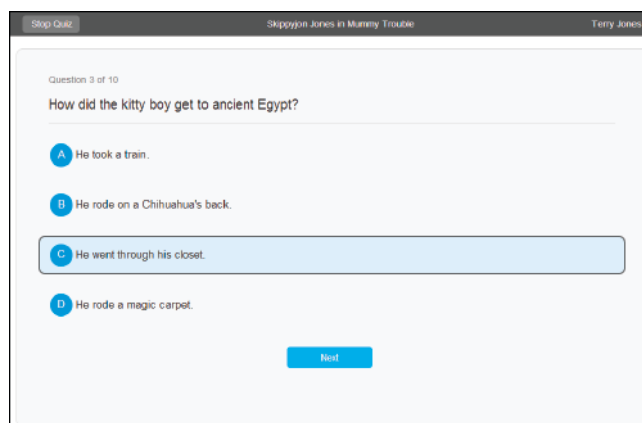 Stop Quiz Skippyjon Jones in Mummy Trouble Terry Jones
Question 3 of 10
How did the kitty boy get to ancient Egypt?
A He took a train.
B He rode on a Chihuahua's back.
C He went through his closet.
D He rode a magic carpet.
Next